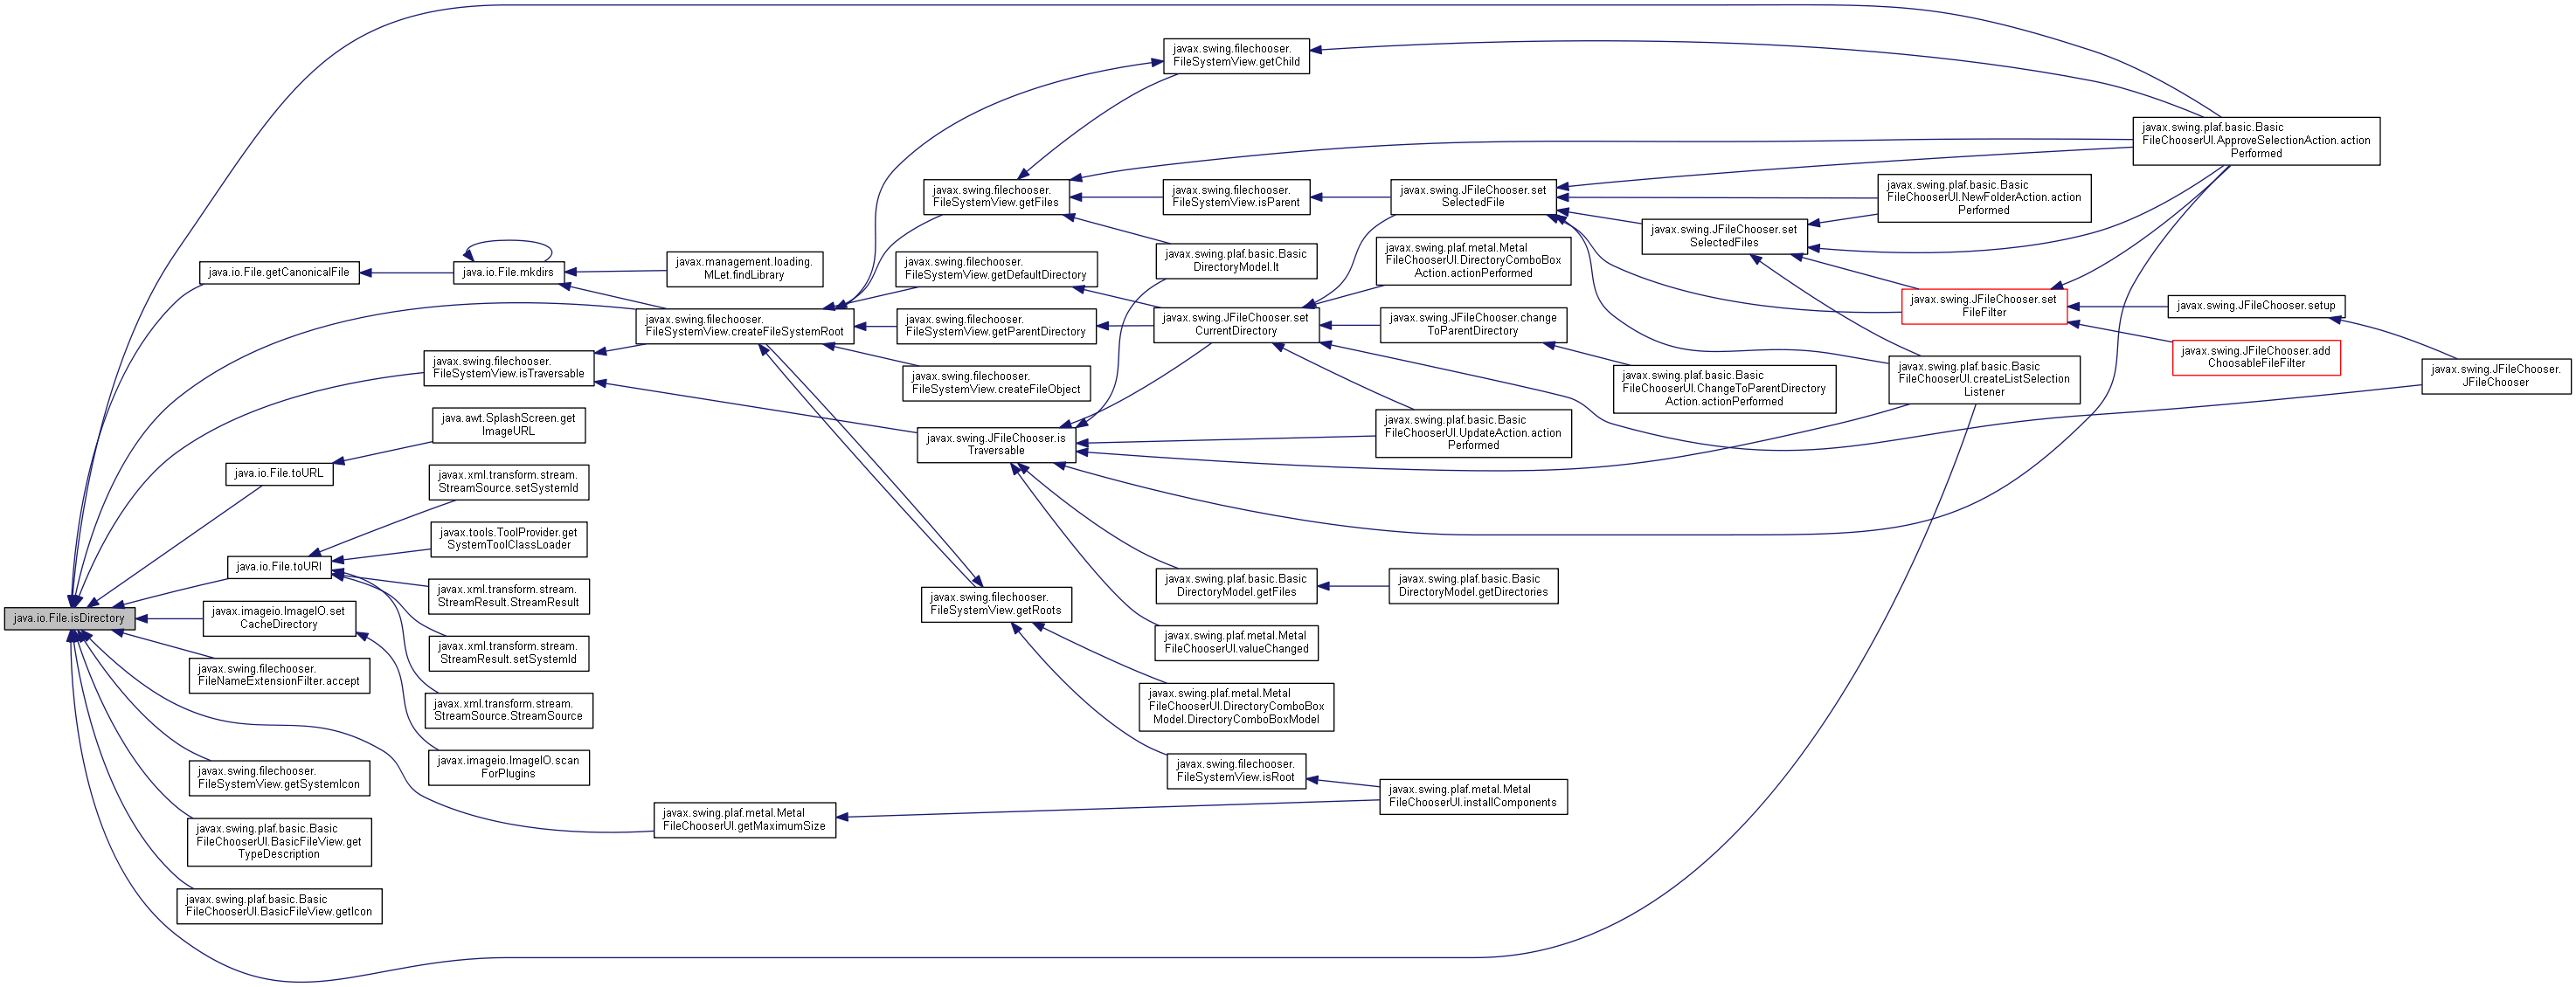 javax.swing.filechooser.
FileSystemView.getChild
javax.swing.plaf.basic.Basic
FileChooserUI.ApproveSelectionAction.action
Performed
javax.swing.filechooser.
FileSystemView.getFiles
javax.swing.filechooser.
FileSystemView.isParent
javax.swing.JFileChooser.set
SelectedFile
javax.swing.plaf.basic.Basic
FileChooserUI.NewFolderAction.action
Performed
javax.swing.JFileChooser.set
SelectedFiles
java.io.File.getCanonicalFile
java.io.File.mkdirs
javax.management.loading.
MLet.findLibrary
javax.swing.filechooser.
FileSystemView.getDefaultDirectory
javax.swing.plaf.basic.Basic
DirectoryModel.lt
javax.swing.plaf.metal.Metal
FileChooserUI.DirectoryComboBox
Action.actionPerformed
javax.swing.JFileChooser.set
FileFilter
javax.swing.JFileChooser.setup
javax.swing.filechooser.
FileSystemView.createFileSystemRoot
javax.swing.filechooser.
FileSystemView.getParentDirectory
javax.swing.JFileChooser.set
CurrentDirectory
javax.swing.JFileChooser.change
ToParentDirectory
javax.swing.JFileChooser.add
ChoosableFileFilter
javax.swing.filechooser.
FileSystemView.isTraversable
javax.swing.filechooser.
FileSystemView.createFileObject
javax.swing.plaf.basic.Basic
FileChooserUI.ChangeToParentDirectory
Action.actionPerformed
javax.swing.plaf.basic.Basic
FileChooserUI.createListSelection
Listener
javax.swing.JFileChooser.
JFileChooser
java.awt.SplashScreen.get
ImageURL
javax.swing.JFileChooser.is
Traversable
javax.swing.plaf.basic.Basic
FileChooserUI.UpdateAction.action
Performed
java.io.File.toURL
javax.xml.transform.stream.
StreamSource.setSystemId
javax.tools.ToolProvider.get
SystemToolClassLoader
java.io.File.toURI
javax.xml.transform.stream.
StreamResult.StreamResult
javax.swing.plaf.basic.Basic
DirectoryModel.getFiles
javax.swing.plaf.basic.Basic
DirectoryModel.getDirectories
java.io.File.isDirectory
javax.imageio.ImageIO.set
CacheDirectory
javax.swing.filechooser.
FileSystemView.getRoots
javax.xml.transform.stream.
StreamResult.setSystemId
javax.swing.plaf.metal.Metal
FileChooserUI.valueChanged
javax.swing.filechooser.
FileNameExtensionFilter.accept
javax.xml.transform.stream.
StreamSource.StreamSource
javax.swing.plaf.metal.Metal
FileChooserUI.DirectoryComboBox
Model.DirectoryComboBoxModel
javax.swing.filechooser.
FileSystemView.getSystemIcon
javax.imageio.ImageIO.scan
ForPlugins
javax.swing.filechooser.
FileSystemView.isRoot
javax.swing.plaf.metal.Metal
FileChooserUI.installComponents
javax.swing.plaf.metal.Metal
FileChooserUI.getMaximumSize
javax.swing.plaf.basic.Basic
FileChooserUI.BasicFileView.get
TypeDescription
javax.swing.plaf.basic.Basic
FileChooserUI.BasicFileView.getIcon